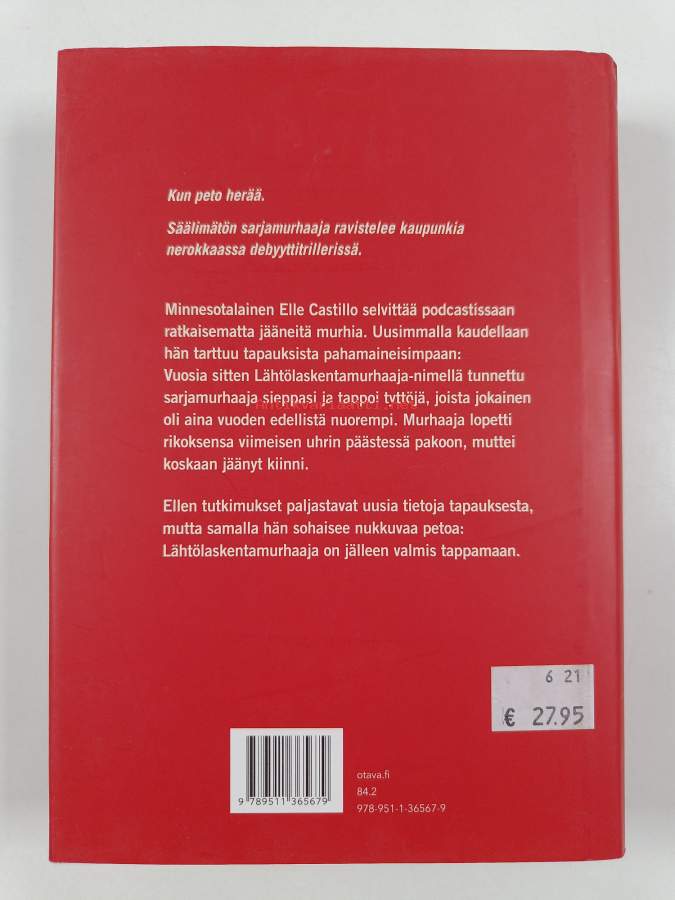 Kun peto herää.
Säälimätön sarjamurhaaja ravistelee kaupunkia
nerokkaassa debyyttitrillerissä.
Minnesotalainen Elle Castillo selvittää podcastissaan
ratkaisematta jääneitä murhia. Uusimmalla kaudellaan
hän tarttuu tapauksista pahamaineisimpaan:
Vuosia sitten Lähtölaskentamurhaaja-nimellä tunnettu
sarjamurhaaja sieppasi ja tappoi tyttöjä, joista jokainen
antikvariaatti.net
oli aina vuoden edellistä nuorempi. Murhaaja lopetti
rikoksensa viimeisen uhrin päästessä pakoon, muttei
koskaan jäänyt kiinni.
Ellen tutkimukset paljastavat uusia tietoja tapauksesta,
mutta samalla hän sohaisee nukkuvaa petoa:
Lähtölaskentamurhaaja on jälleen valmis tappamaan.
6 21
€ 27.95
9 789511 365679
otava.fi
84.2
978-951-1-36567-9